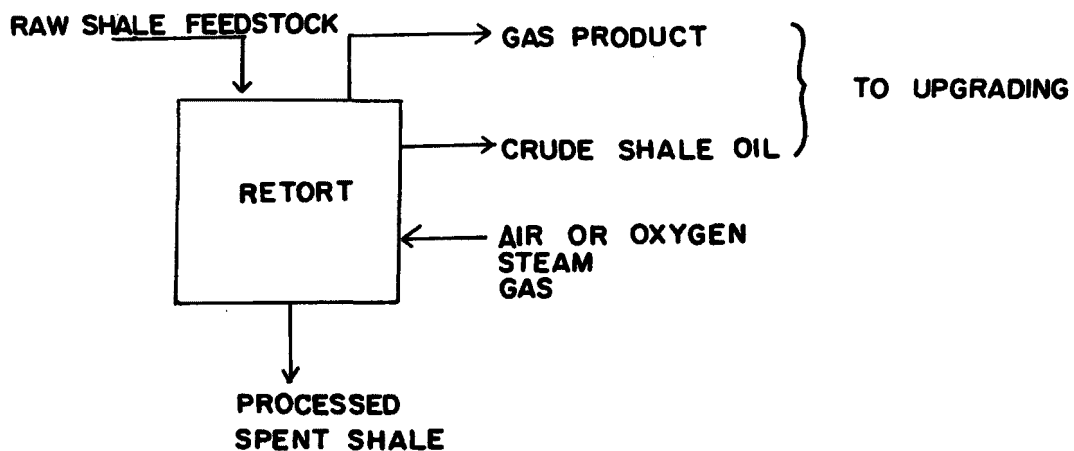 RAW SHALE FEEDSTOCK
GAS PRODUCT
TO UPGRADING
CRUDE SHALE OIL
RETORT
AIR OR OXYGEN
STEAM
GAS
PROCESSED
SPENT SHALE